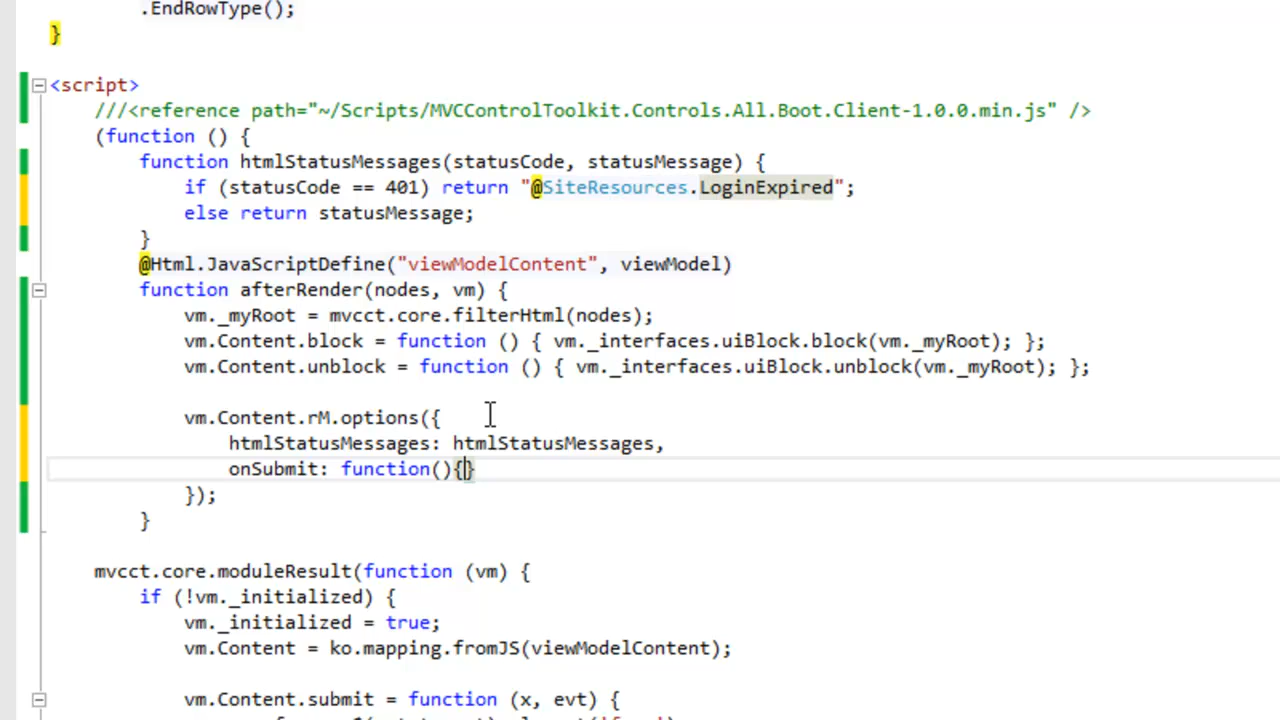 .EndRowType();
}
<script>
///<reference path="~/Scripts/MVCControlToolkit.Controls.All.Boot.Client-1.0.0.min.js" />
(function () {
function htmlStatusMessages(statusCode, statusMessage) {
if (statusCode == 401) return "@SiteResources.LoginExpired";
else return statusMessage;
}
@Html.JavaScriptDefine("viewModelContent", viewModel)
function afterRender(nodes, vm) {
vm._myRoot = mvcct.core.filterHtml(nodes);
vm.Content.block = function () { vm._interfaces.uiBlock.block(vm._myRoot); };
vm.Content.unblock = function () { vm._interfaces.uiBlock.unblock(vm._myRoot); };
vm.Content.rM.options({
htmlStatusMessages: htmlStatusMessages,
onSubmit: function(){}
});
}
mvcct.core.moduleResult(function (vm) {
if (!vm._initialized) {
vm._initialized = true;
vm.Content = ko.mapping.fromJS(viewModelContent);
vm.Content.submit = function (x, evt) {